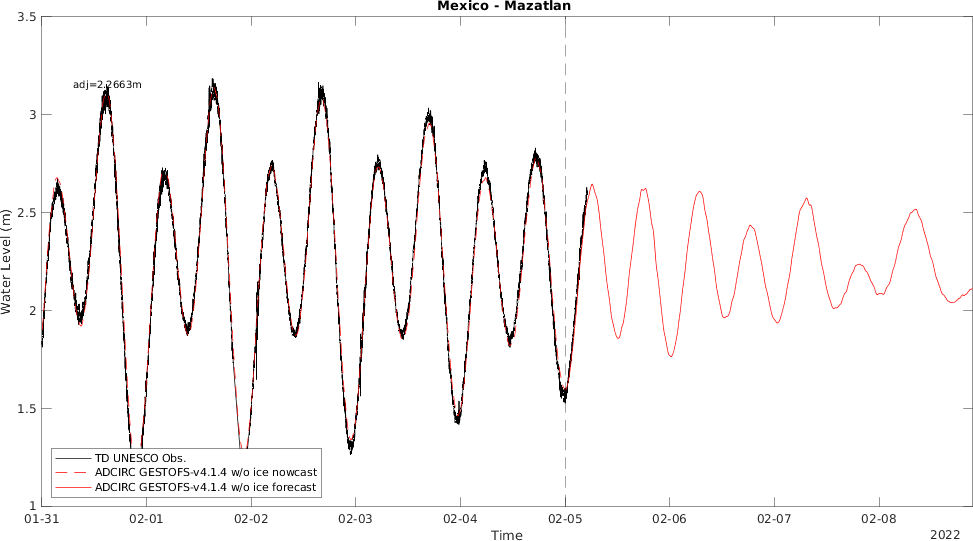 Mexico - Mazatlan
3.5
3
2.5
2
1.5
1
Water Level (m)
adj=2.2663m
TD UNESCO Obs.
ADCIRC GESTOFS-v4.1.4 w/o ice nowcast
ADCIRC GESTOFS-v4.1.4 w/o ice forecast
01-31 02-01 02-02 02-03 02-04 02-05 02-06 02-07 02-08
Time
2022